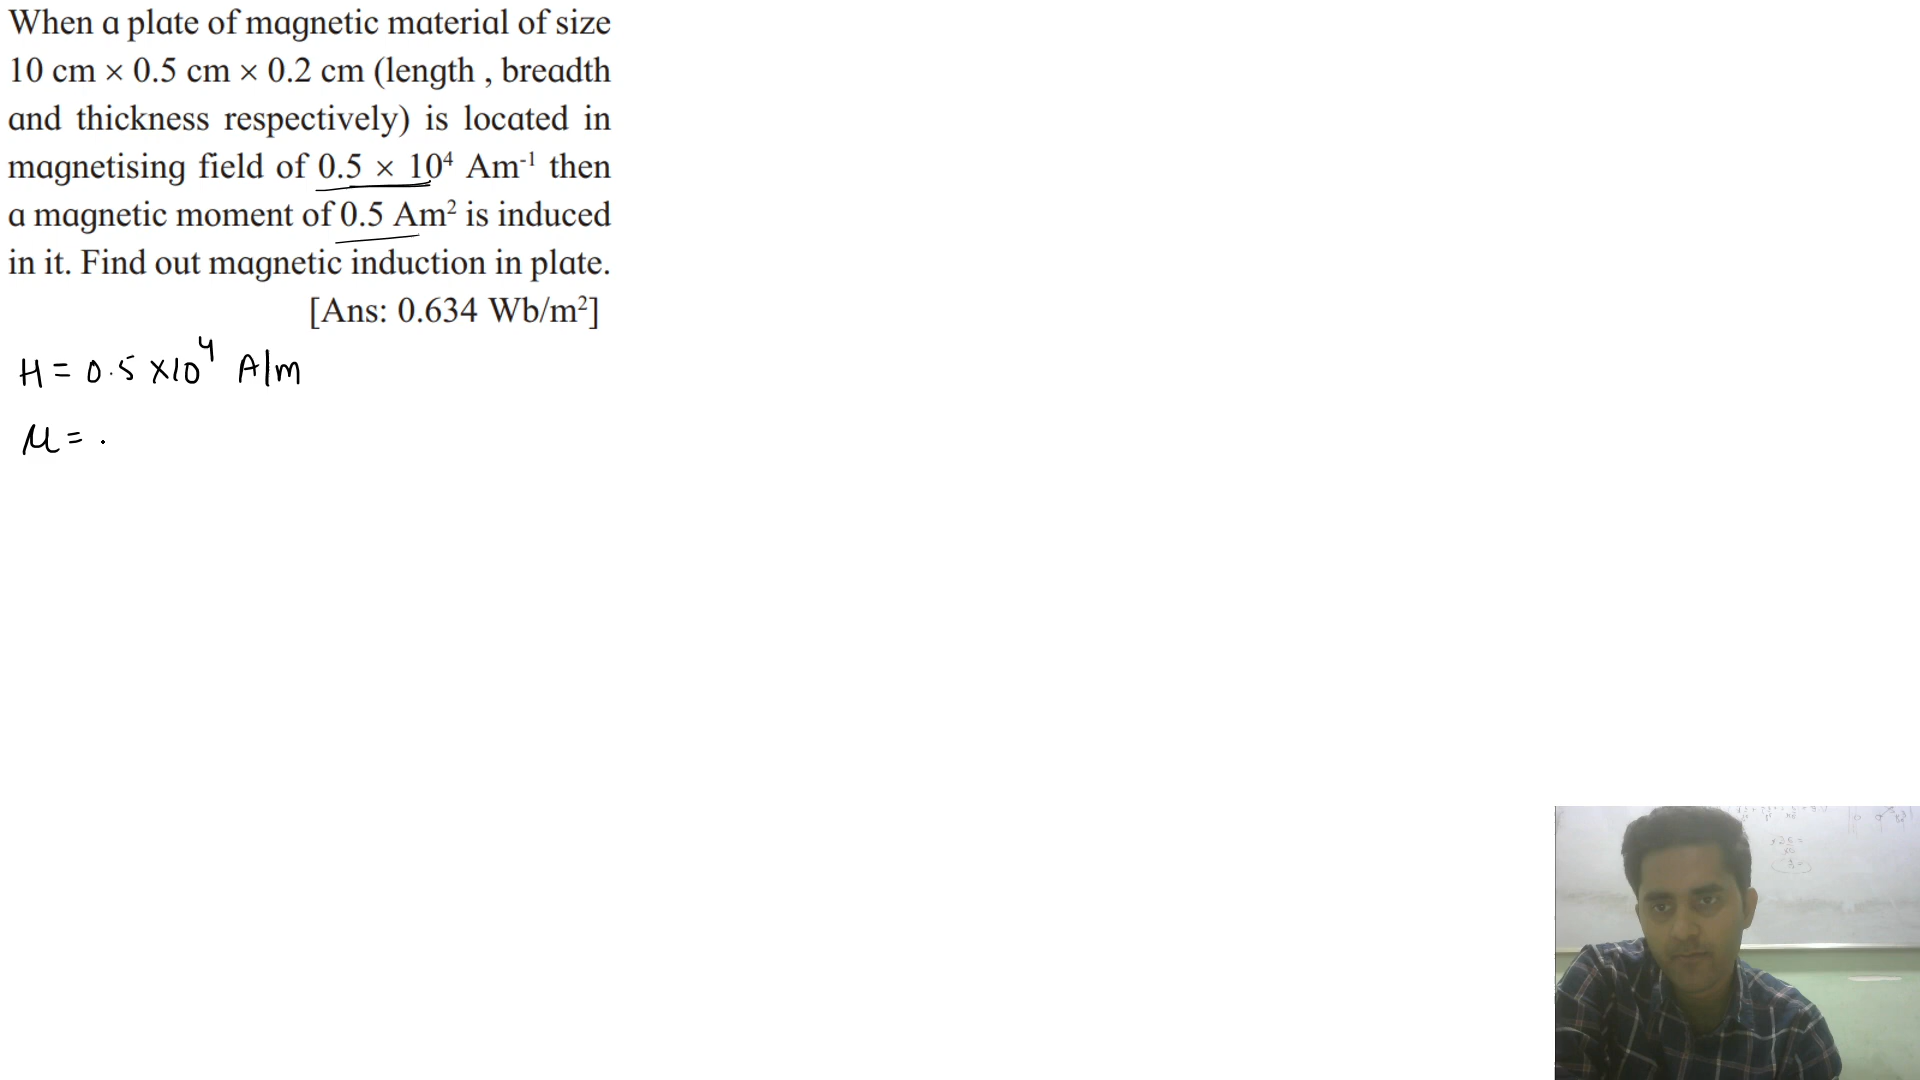 When a plate of magnetic material of size
10 cm × 0.5 cm × 0.2 cm (length , breadth
and thickness respectively) is located in
magnetising field of 0.5 × 10⁴ Am⁻¹ then
a magnetic moment of 0.5 Am² is induced
in it. Find out magnetic induction in plate.
[Ans: 0.634 Wb/m²]
H = 0.5 ×10⁴ A/m
M = .